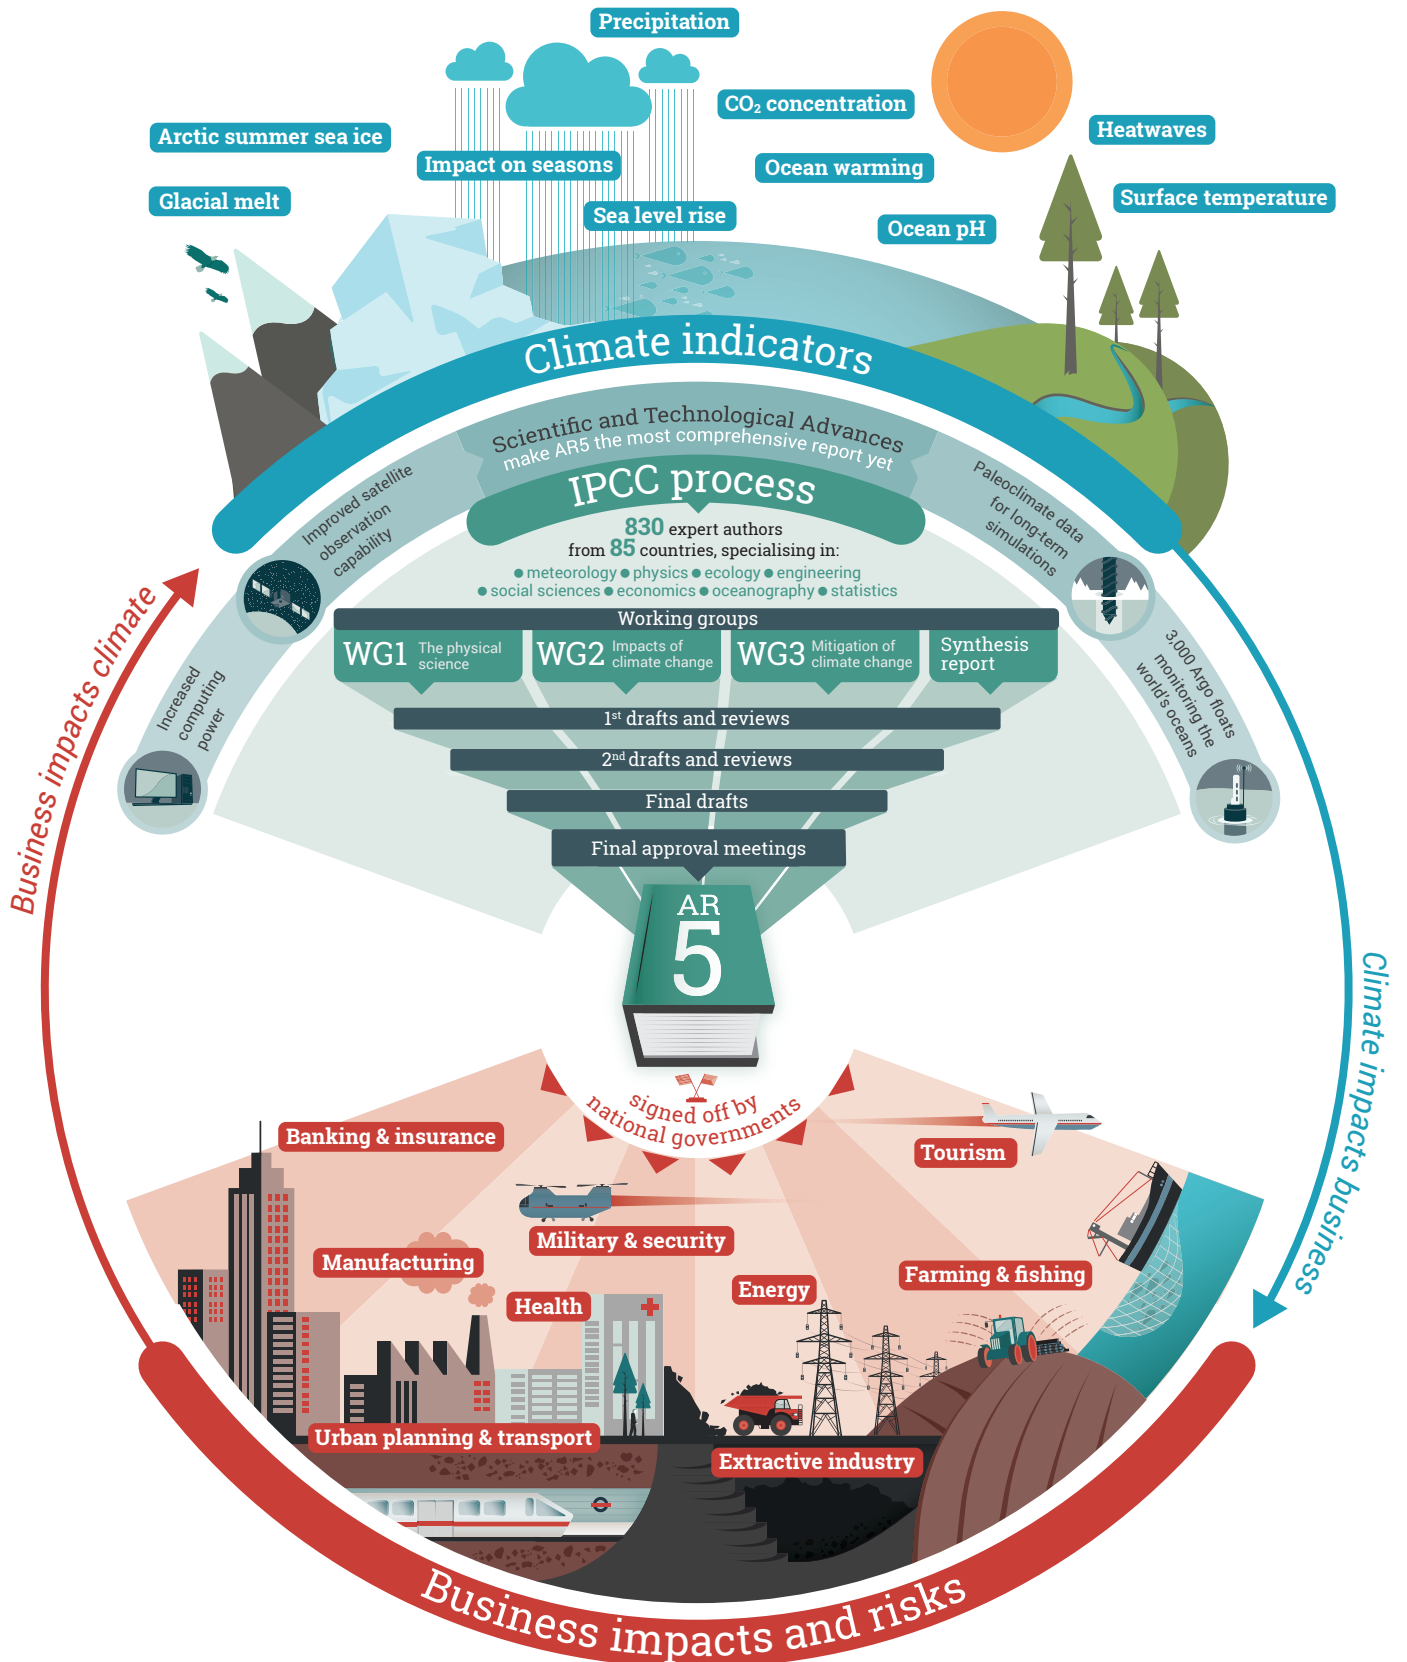 Precipitation
CO₂ concentration
Heatwaves
Arctic summer sea ice
Impact on seasons
Ocean warming
Glacial melt
Surface temperature
Sea level rise
Ocean pH
Climate indicators
Scientific and Technological Advances
make AR5 the most comprehensive report yet
IPCC process
Improved satellite
observation
capability
Paleoclimate data
for long-term
simulations
830 expert authors
from 85 countries, specialising in:
● meteorology ● physics ● ecology ● engineering
● social sciences ● economics ● oceanography ● statistics
Working groups
WG1 The physical
science
WG2 Impacts of
climate change
WG3 Mitigation of
climate change
Synthesis
report
Increased
computing
power
3,000 Argo floats
monitoring the
world's oceans
1st drafts and reviews
2nd drafts and reviews
Final drafts
Final approval meetings
AR
5
Business impacts climate
Climate impacts business
signed off by
national governments
Banking & insurance
Tourism
Military & security
Manufacturing
Farming & fishing
Energy
Health
Urban planning & transport
Extractive industry
Business impacts and risks